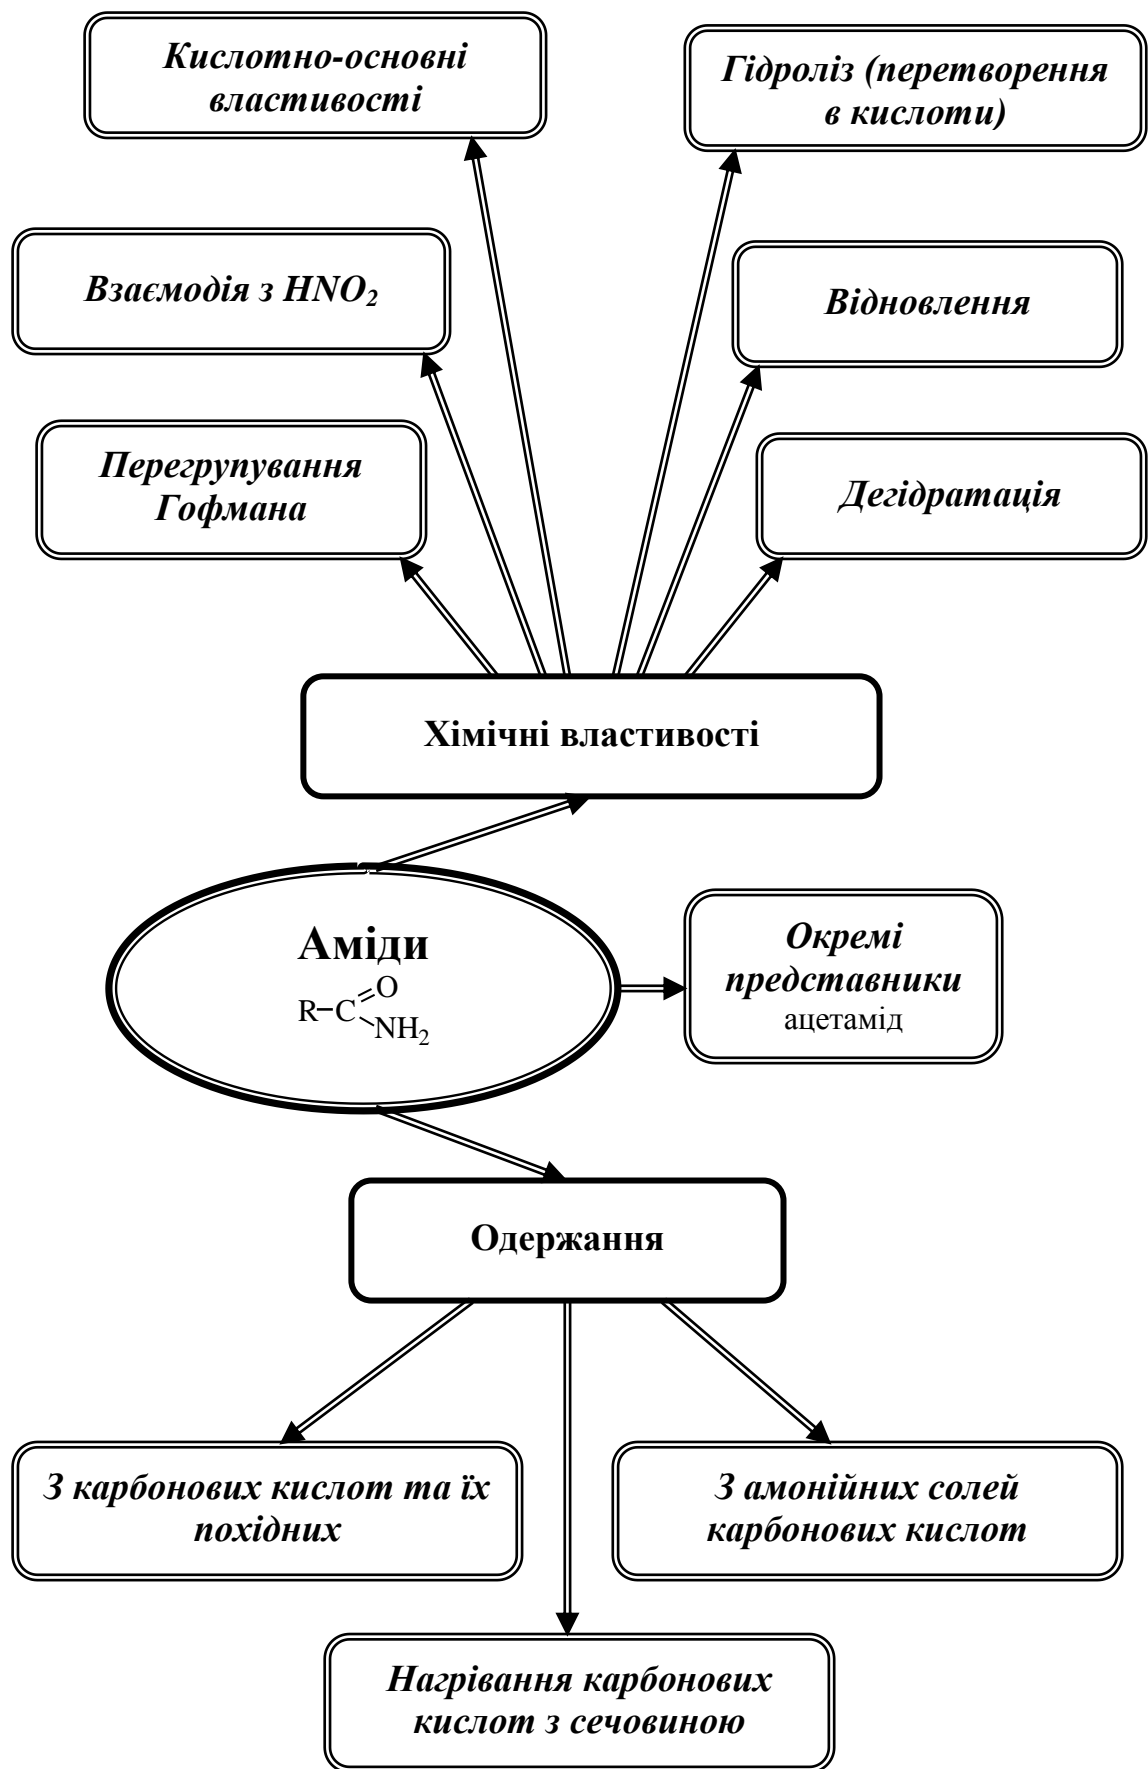 Кислотно-основні
властивості
Гідроліз (перетворення
в кислоти)
Взаємодія з HNO₂
Відновлення
Перегрупування
Гофмана
Дегідратація
Хімічні властивості
Аміди
R–C=O
NH₂
Окремі
представники
ацетамід
Одержання
З карбонових кислот та їх
похідних
З амонійних солей
карбонових кислот
Нагрівання карбонових
кислот з сечовиною